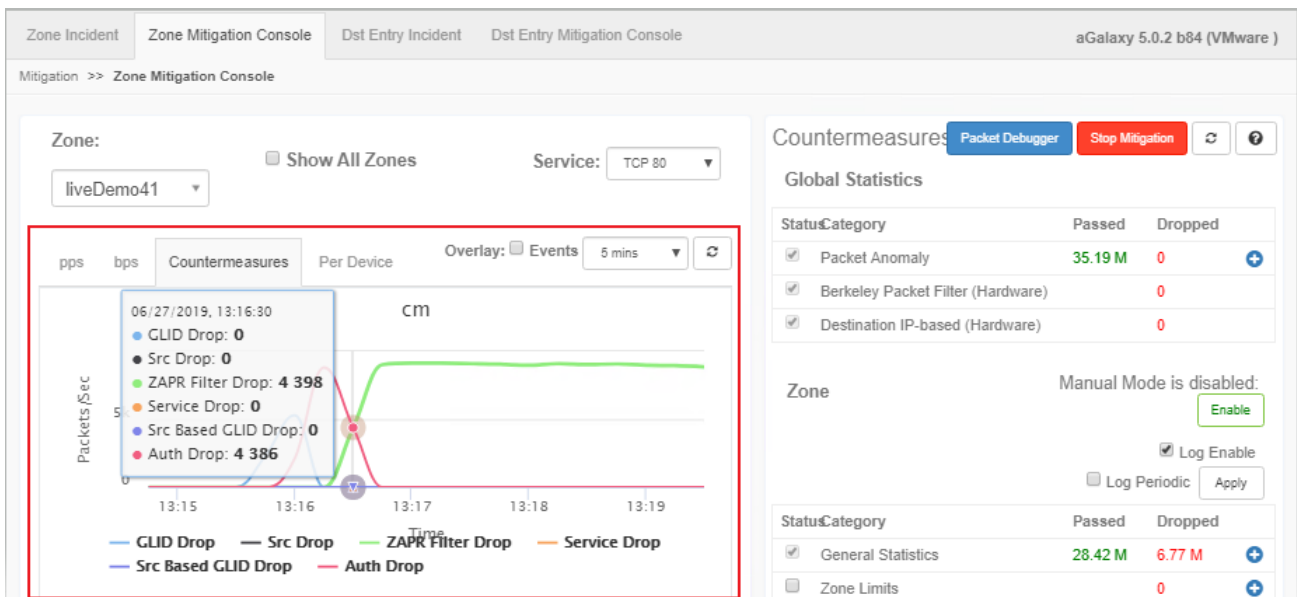 Zone Incident Zone Mitigation Console Dst Entry Incident Dst Entry Mitigation Console aGalaxy 5.0.2 b84 (VMware )
Mitigation >> Zone Mitigation Console
Zone:
Show All Zones
Service: TCP 80
liveDemo41
pps bps Countermeasures Per Device
Overlay: Events 5 mins
cm
06/27/2019, 13:16:30
GLID Drop: 0
Src Drop: 0
ZAPR Filter Drop: 4 398
Service Drop: 0
Src Based GLID Drop: 0
Auth Drop: 4 386
Packets/Sec
0
13:15 13:16 13:17 13:18 13:19
Time
GLID Drop Src Drop ZAPR Filter Drop Service Drop
Src Based GLID Drop Auth Drop
Countermeasures Packet Debugger Stop Mitigation
Global Statistics
Status Category Passed Dropped
Packet Anomaly 35.19 M 0
Berkeley Packet Filter (Hardware) 0
Destination IP-based (Hardware) 0
Zone
Manual Mode is disabled:
Enable
Log Enable
Log Periodic Apply
Status Category Passed Dropped
General Statistics 28.42 M 6.77 M
Zone Limits 0